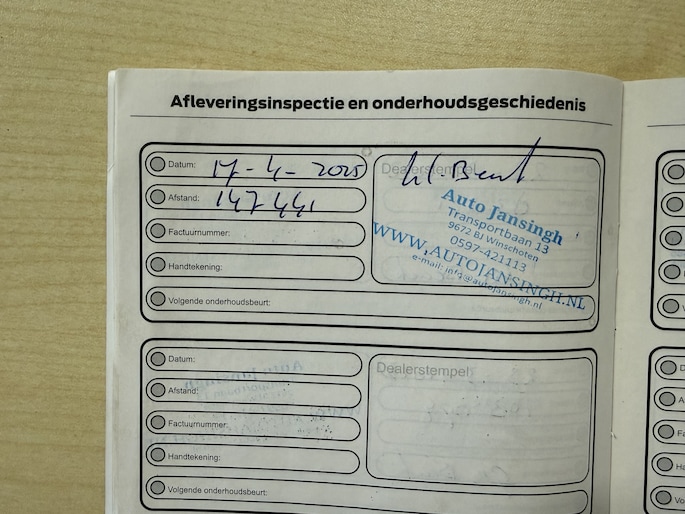 Afleveringsinspectie en onderhoudsgeschiedenis
Datum: 17-4-2025
Afstand: 147441
Factuurnummer:
Handtekening:
Volgende onderhoudsbeurt:
Dealerstempel:
Auto Jansingh
Transportbaan 13
9672 BJ Winschoten
0597-421113
WWW.AUTOJANSINGH.NL
e-mail: info@autojansingh.nl
Datum:
Afstand:
Factuurnummer:
Handtekening:
Volgende onderhoudsbeurt:
Dealerstempel: